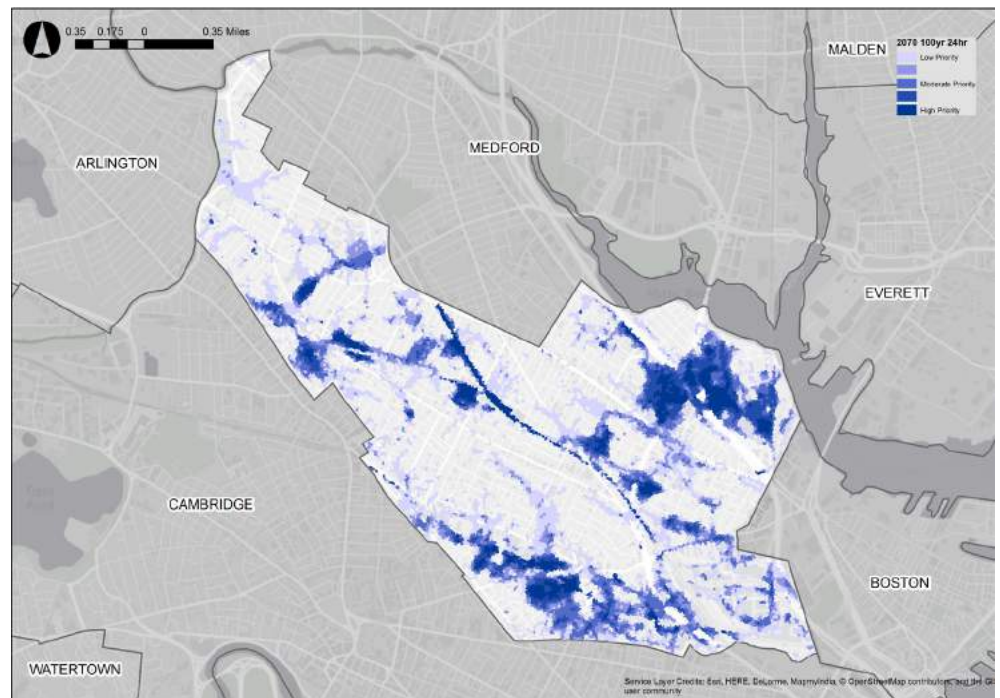 0.35 0.175 0 0.35 Miles
MALDEN
2070 100yr 24hr
Low Priority
Moderate Priority
High Priority
ARLINGTON
MEDFORD
EVERETT
CAMBRIDGE
BOSTON
WATERTOWN
Service Layer Credits: Esri, HERE, DeLorme, MapmyIndia, © OpenStreetMap contributors, and the GIS
user community